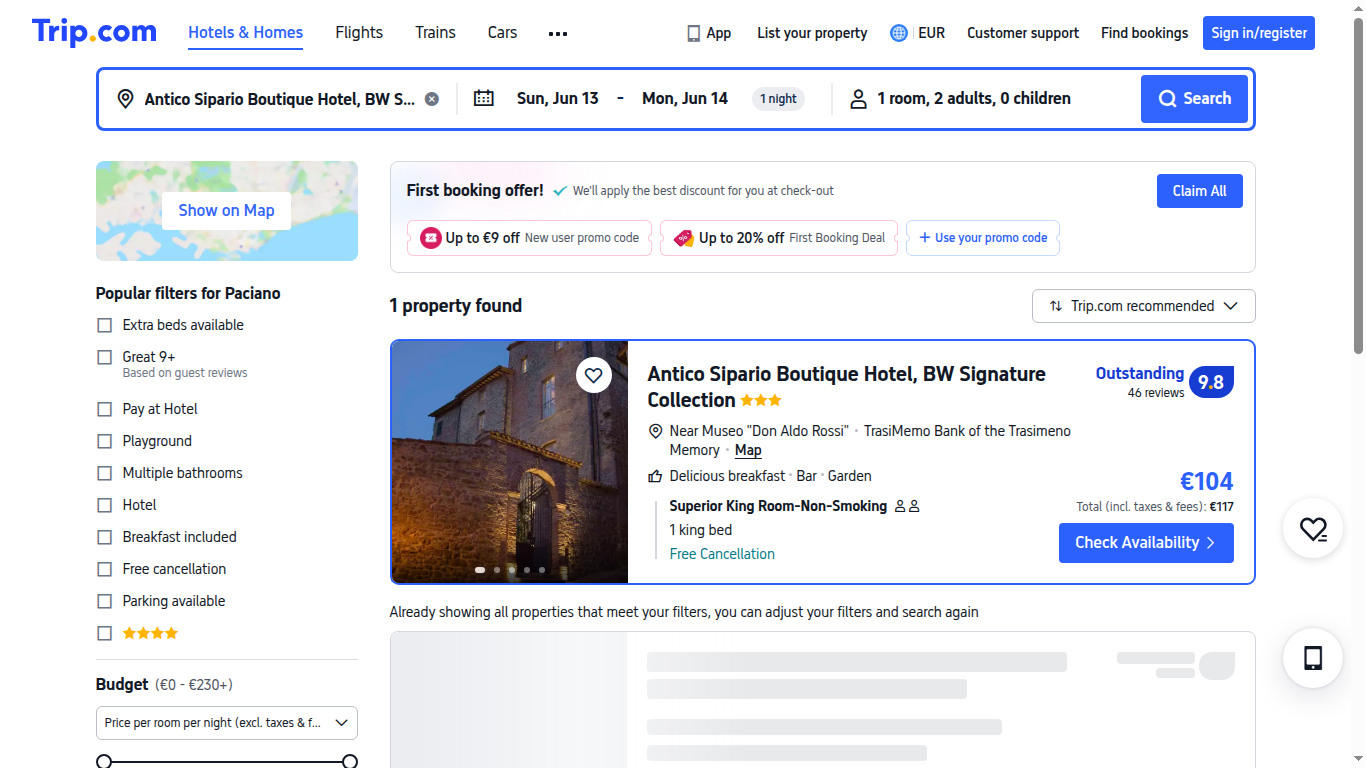 Trip.com
Hotels & Homes
Flights
Trains
Cars
App
List your property
EUR
Customer support
Find bookings
Sign in/register
Antico Sipario Boutique Hotel, BW S...
Sun, Jun 13 - Mon, Jun 14
1 night
1 room, 2 adults, 0 children
Search
Show on Map
Popular filters for Paciano
Extra beds available
Great 9+
Based on guest reviews
Pay at Hotel
Playground
Multiple bathrooms
Hotel
Breakfast included
Free cancellation
Parking available
Budget (€0 - €230+)
Price per room per night (excl. taxes & f...
First booking offer! We'll apply the best discount for you at check-out
Claim All
Up to €9 off New user promo code
Up to 20% off First Booking Deal
+ Use your promo code
1 property found
Trip.com recommended
Antico Sipario Boutique Hotel, BW Signature
Collection
Outstanding
46 reviews
9.8
Near Museo "Don Aldo Rossi" · TrasiMemo Bank of the Trasimeno
Memory · Map
Delicious breakfast · Bar · Garden
Superior King Room-Non-Smoking
1 king bed
Free Cancellation
€104
Total (incl. taxes & fees): €117
Check Availability
Already showing all properties that meet your filters, you can adjust your filters and search again